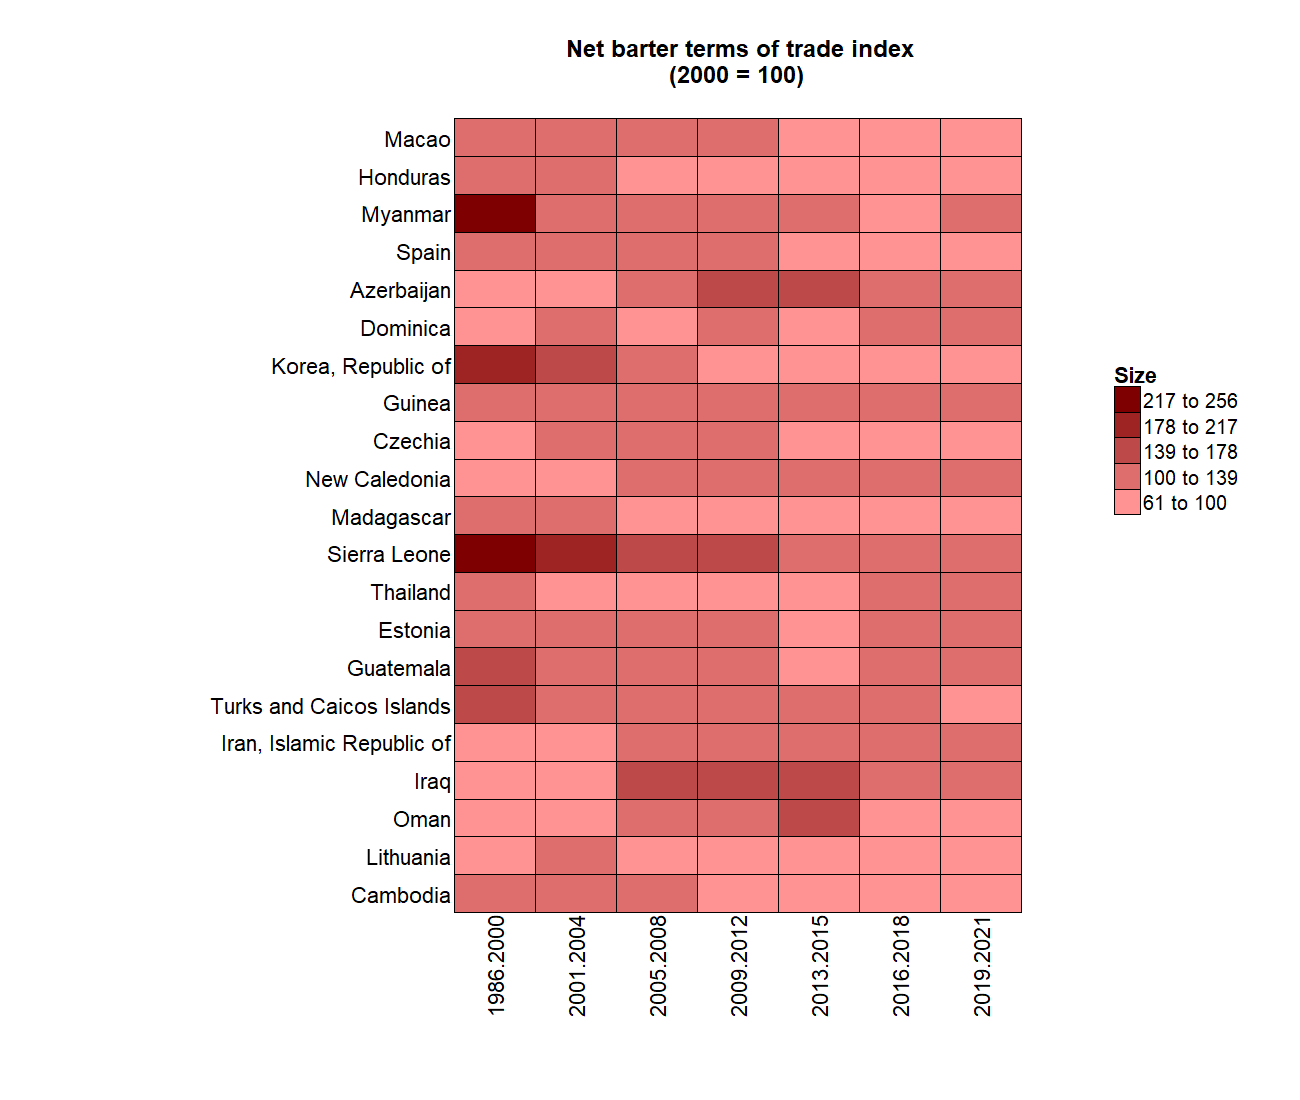 Net barter terms of trade index
(2000 = 100)
Macao
Honduras
Myanmar
Spain
Azerbaijan
Dominica
Korea, Republic of
Guinea
Czechia
New Caledonia
Madagascar
Sierra Leone
Thailand
Estonia
Guatemala
Turks and Caicos Islands
Iran, Islamic Republic of
Iraq
Oman
Lithuania
Cambodia
1986.2000
2001.2004
2005.2008
2009.2012
2013.2015
2016.2018
2019.2021
Size
217 to 256
178 to 217
139 to 178
100 to 139
61 to 100